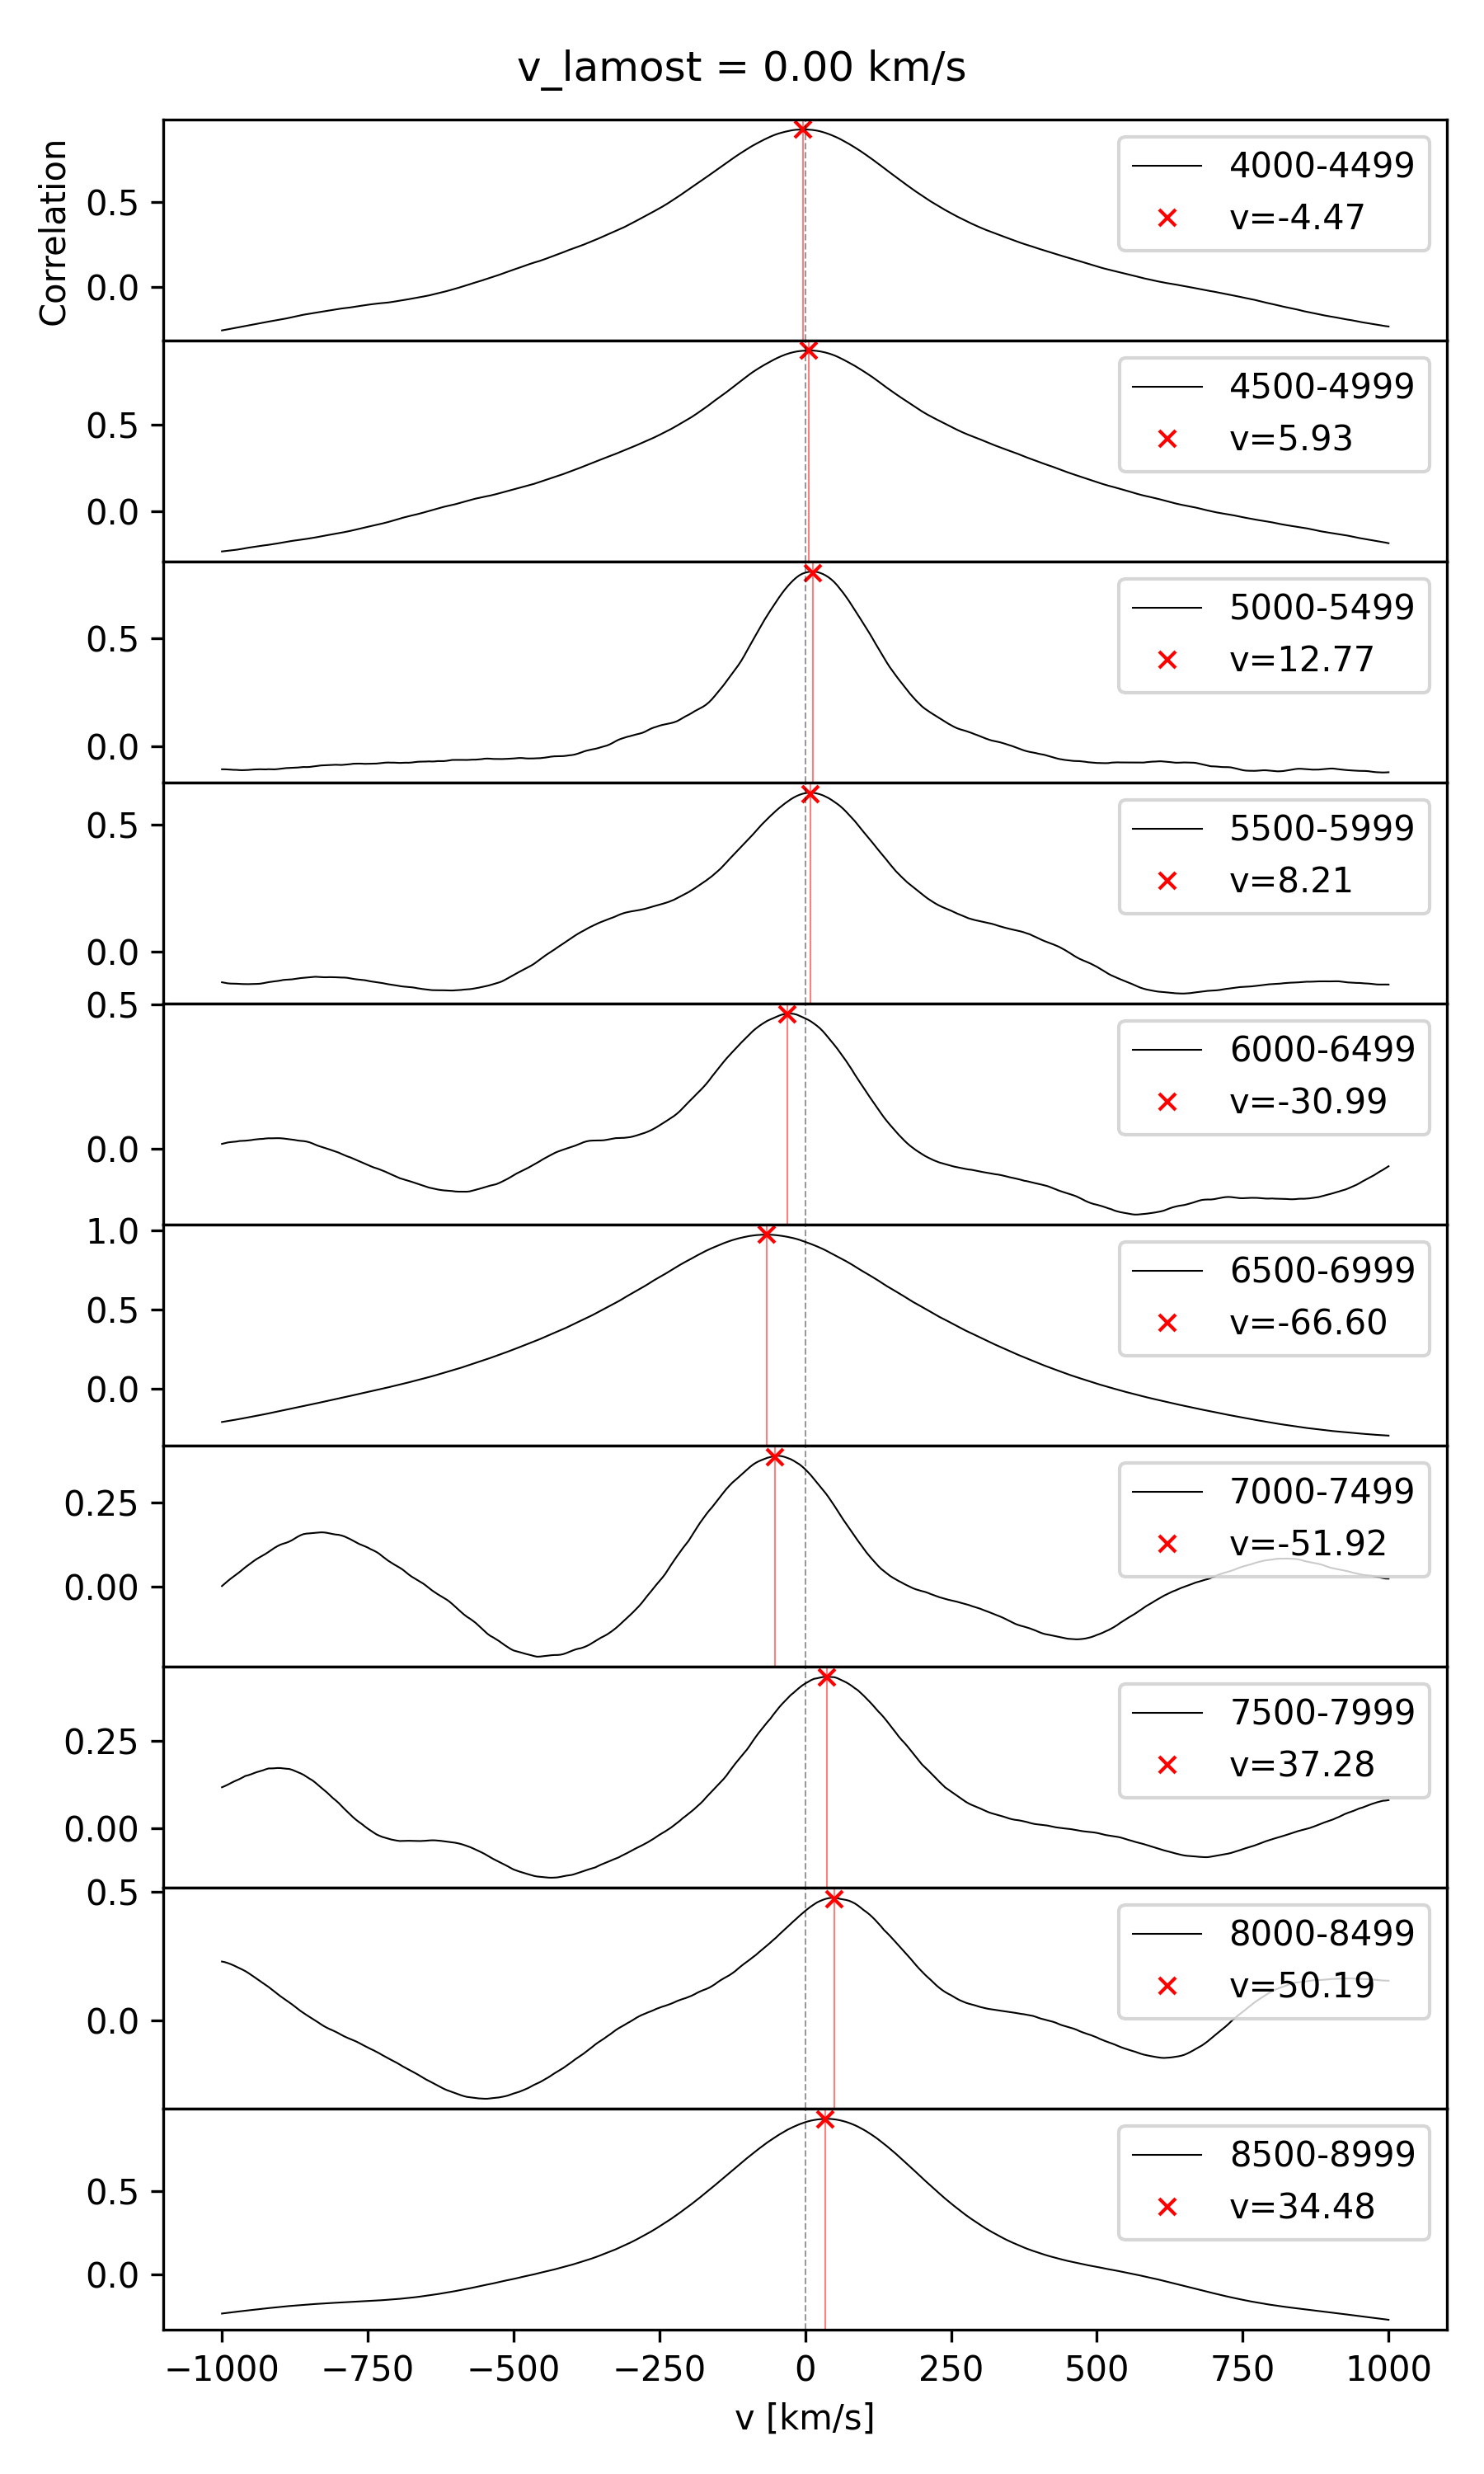 v_lamost = 0.00 km/s
Correlation
0.5
0.0
4000-4499
v=-4.47
0.5
0.0
4500-4999
v=5.93
0.5
0.0
5000-5499
v=12.77
0.5
0.0
5500-5999
v=8.21
0.5
0.0
6000-6499
v=-30.99
1.0
0.5
0.0
6500-6999
v=-66.60
0.25
0.00
7000-7499
v=-51.92
0.25
0.00
7500-7999
v=37.28
0.5
0.0
8000-8499
v=50.19
0.5
0.0
8500-8999
v=34.48
−1000 −750 −500 −250 0 250 500 750 1000
v [km/s]